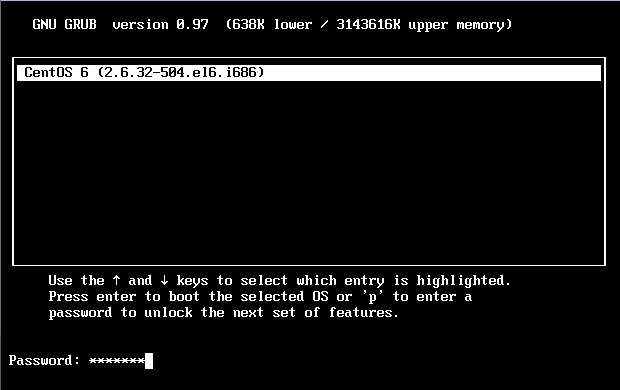 GNU GRUB  version 0.97  (638K lower / 3143616K upper memory)
CentOS 6 (2.6.32-504.el6.i686)
Use the ↑ and ↓ keys to select which entry is highlighted.
Press enter to boot the selected OS or 'p' to enter a
password to unlock the next set of features.
Password: *******